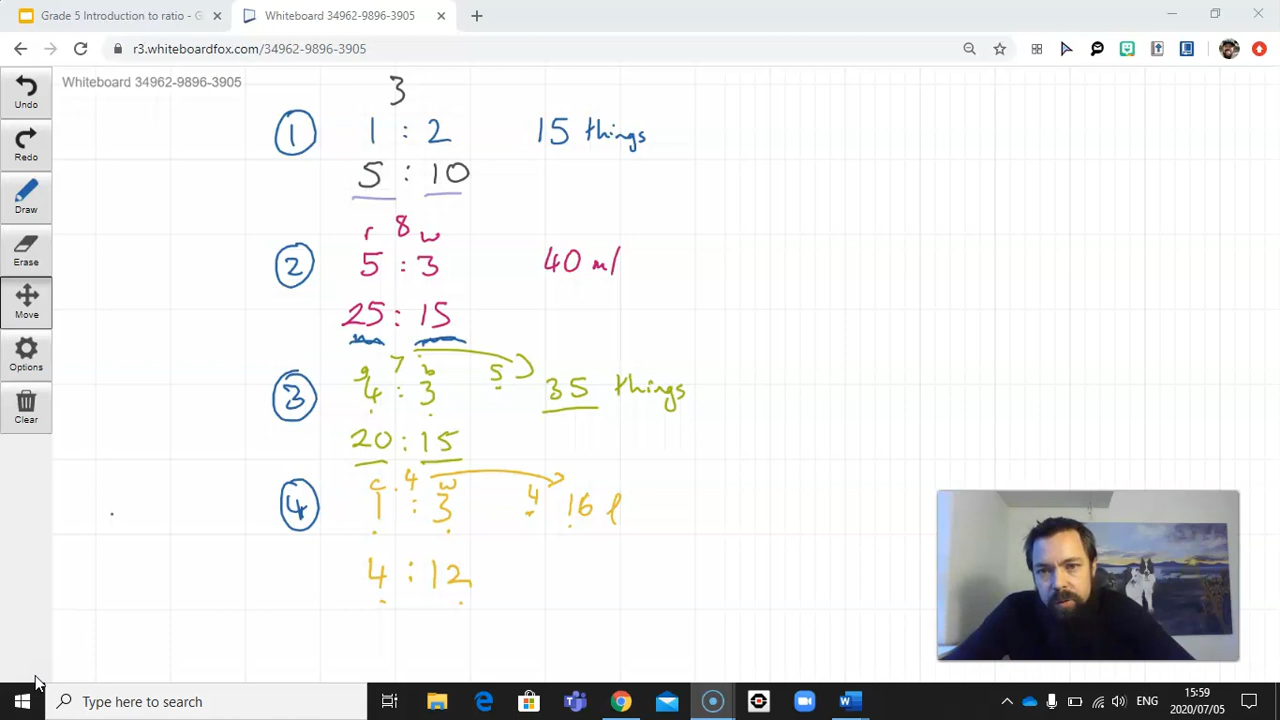 Grade 5 Introduction to ratio - G
Whiteboard 34962-9896-3905
r3.whiteboardfox.com/34962-9896-3905
Undo
Redo
Draw
Erase
Move
Options
Clear
Whiteboard 34962-9896-3905
3
1 1 : 2 15 things
5 : 10
r 8 w
2 5 : 3 40 ml
25 : 15
g 7 b 5
3 4 : 3 35 things
20 : 15
c 4 w 4
4 1 : 3 16 l
4 : 12
Type here to search
ENG
15:59
2020/07/05